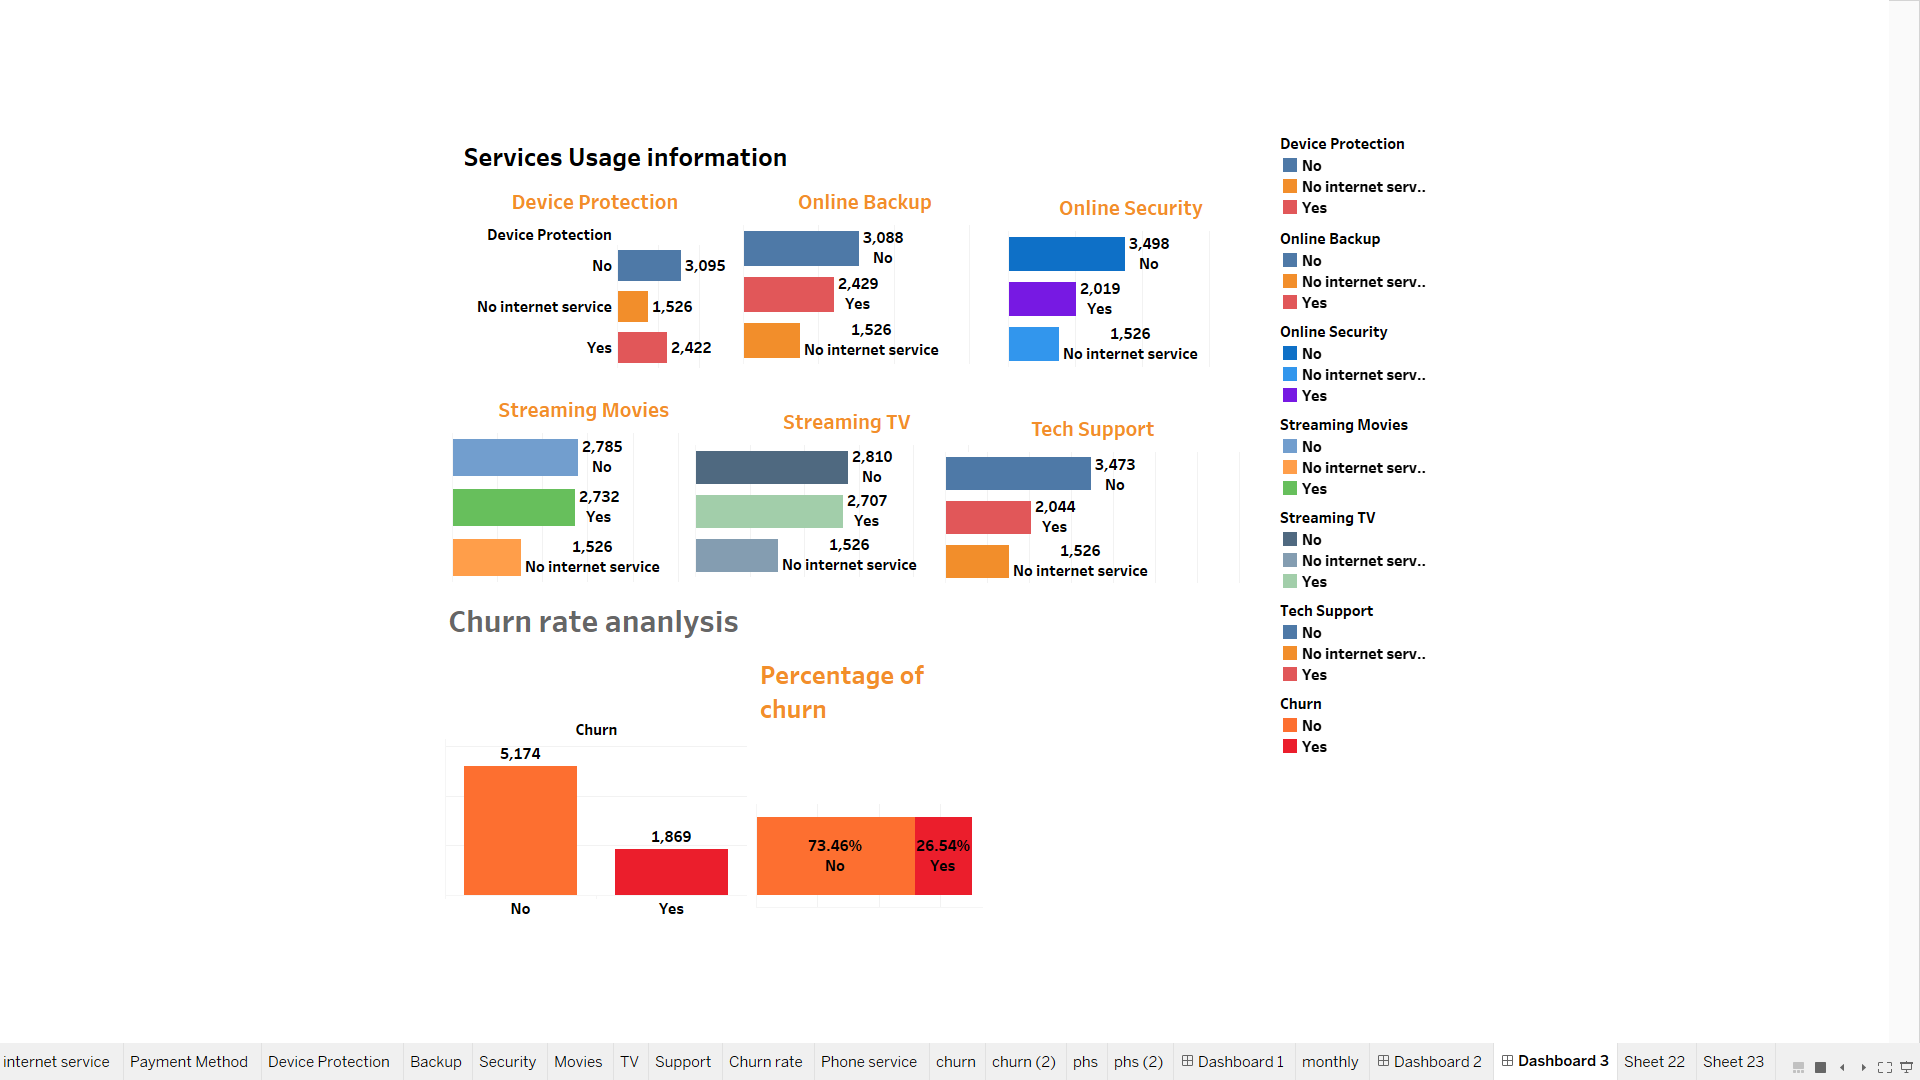 Services Usage information
Device Protection
Device Protection
No
3,095
No internet service
1,526
Yes
2,422
Online Backup
3,088
No
2,429
Yes
1,526
No internet service
Online Security
3,498
No
2,019
Yes
1,526
No internet service
Streaming Movies
2,785
No
2,732
Yes
1,526
No internet service
Streaming TV
2,810
No
2,707
Yes
1,526
No internet service
Tech Support
3,473
No
2,044
Yes
1,526
No internet service
Churn rate ananlysis
Churn
5,174
1,869
No
Yes
Percentage of
churn
73.46%
No
26.54%
Yes
Device Protection
No
No internet serv..
Yes
Online Backup
No
No internet serv..
Yes
Online Security
No
No internet serv..
Yes
Streaming Movies
No
No internet serv..
Yes
Streaming TV
No
No internet serv..
Yes
Tech Support
No
No internet serv..
Yes
Churn
No
Yes
internet service Payment Method Device Protection Backup Security Movies TV Support Churn rate Phone service churn churn (2) phs phs (2) Dashboard 1 monthly Dashboard 2 Dashboard 3 Sheet 22 Sheet 23